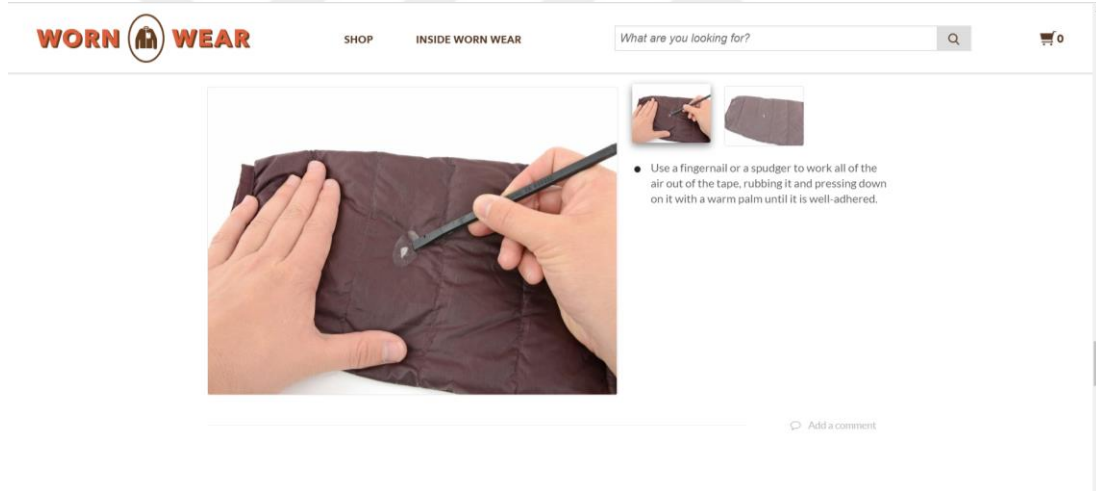 WORN WEAR
SHOP
INSIDE WORN WEAR
What are you looking for?
0
Use a fingernail or a spudger to work all of the
air out of the tape, rubbing it and pressing down
on it with a warm palm until it is well-adhered.
Add a comment